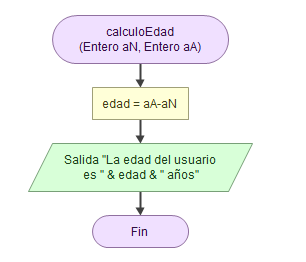 calculoEdad
(Entero aN, Entero aA)
edad = aA-aN
Salida "La edad del usuario
es " & edad & " años"
Fin